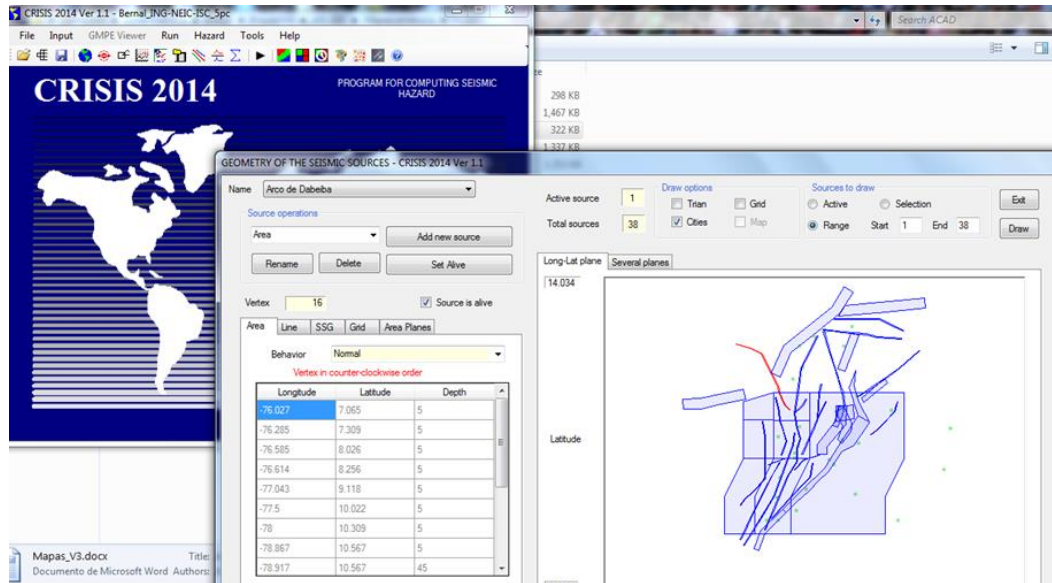 CRISIS 2014 Ver 1.1 - Bernal_ING-NEIC-ISC_5pc
File Input GMPE Viewer Run Hazard Tools Help
CRISIS 2014
PROGRAM FOR COMPUTING SEISMIC
HAZARD
Search ACAD
298 KB
1,467 KB
322 KB
1,337 KB
GEOMETRY OF THE SEISMIC SOURCES - CRISIS 2014 Ver 1.1
Name Arco de Dabeiba
Source operations
Area Add new source
Rename Delete Set Alive
Vertex 16 Source is alive
Area Line SSG Grid Area Planes
Behavior Normal
Vertex in counter-clockwise order
Longitude Latitude Depth
-76.027 7.065 5
-76.285 7.309 5
-76.585 8.026 5
-76.614 8.256 5
-77.043 9.118 5
-77.5 10.022 5
-78 10.309 5
-78.867 10.567 5
-78.917 10.567 45
Active source 1
Total sources 38
Draw options
Trian Grid
Cities Map
Sources to draw
Active Selection
Range Start 1 End 38
Exit
Draw
Long-Lat plane Several planes
14.034
Latitude
Mapas_V3.docx Title:
Documento de Microsoft Word Authors: